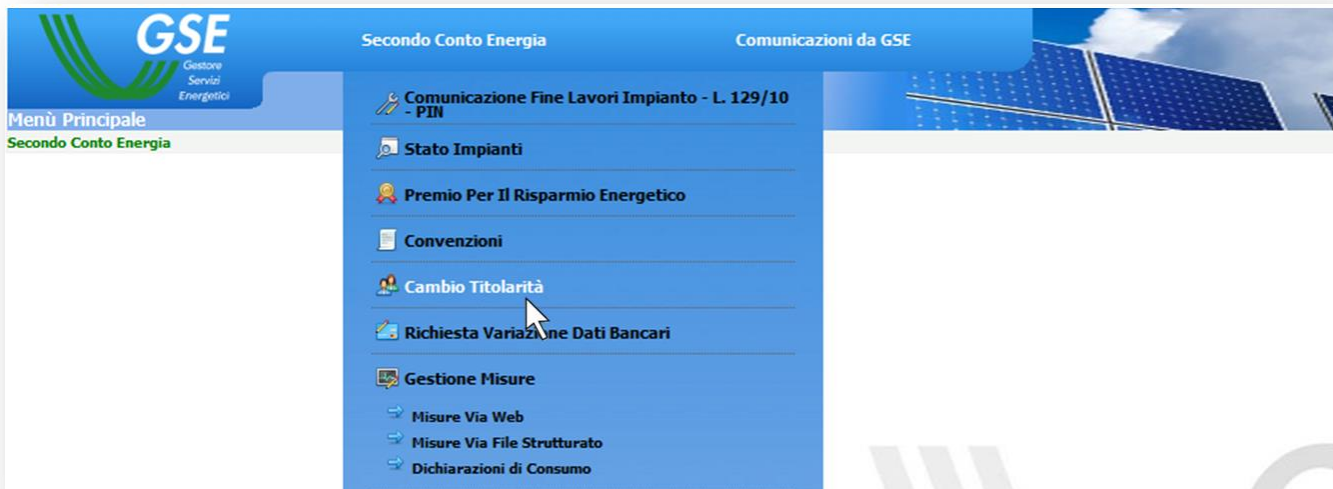 GSE
Gestore
Servizi
Energetici
Secondo Conto Energia
Comunicazioni da GSE
Menù Principale
Secondo Conto Energia
Comunicazione Fine Lavori Impianto - L. 129/10
- PIN
Stato Impianti
Premio Per Il Risparmio Energetico
Convenzioni
Cambio Titolarità
Richiesta Variazione Dati Bancari
Gestione Misure
Misure Via Web
Misure Via File Strutturato
Dichiarazioni di Consumo